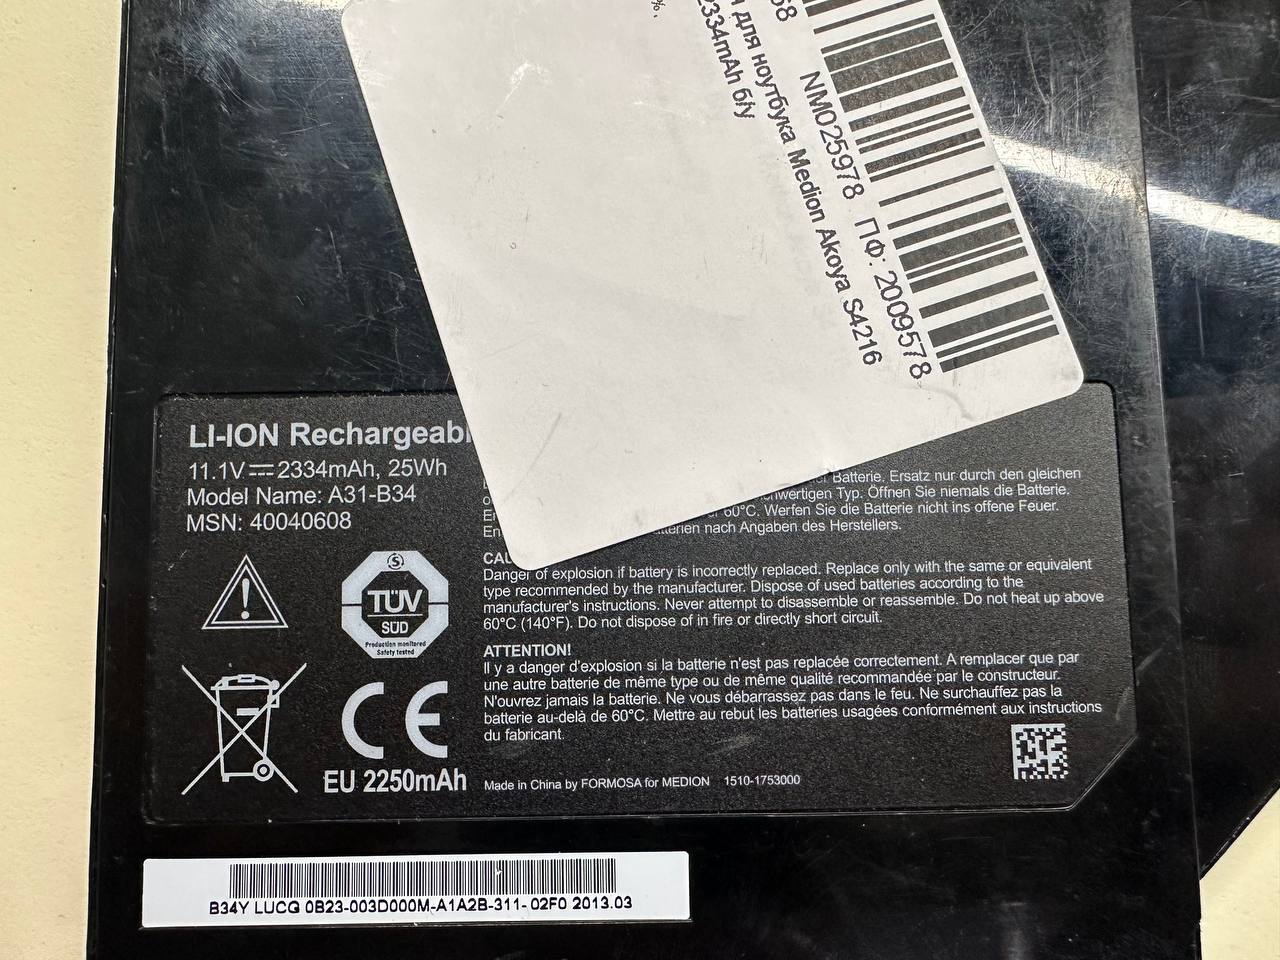 68
NM025978 ПФ: 2009578
для ноутбука Medion Akoya S4216
2334mAh б/у
%,
LI-ION Rechargeabl
11.1V 2334mAh, 25Wh
Model Name: A31-B34
MSN: 40040608
Batterie. Ersatz nur durch den gleichen
wertigen Typ. Öffnen Sie niemals die Batterie.
60°C. Werfen Sie die Batterie nicht ins offene Feuer.
En nach Angaben des Herstellers.
CAU
Danger of explosion if battery is incorrectly replaced. Replace only with the same or equivalent
type recommended by the manufacturer. Dispose of used batteries according to the
manufacturer's instructions. Never attempt to disassemble or reassemble. Do not heat up above
60°C (140°F). Do not dispose of in fire or directly short circuit.
ATTENTION!
Il y a danger d'explosion si la batterie n'est pas replacée correctement. A remplacer que par
une autre batterie de même type ou de même qualité recommandée par le constructeur.
N'ouvrez jamais la batterie. Ne vous débarrassez pas dans le feu. Ne surchauffez pas la
batterie au-delà de 60°C. Mettre au rebut les batteries usagées conformément aux instructions
du fabricant.
S
TÜV
SÜD
Production monitored
Safety tested
CE
EU 2250mAh
Made in China by FORMOSA for MEDION 1510-1753000
B34Y LUCQ 0B23-003D000M-A1A2B-311- 02F0 2013.03